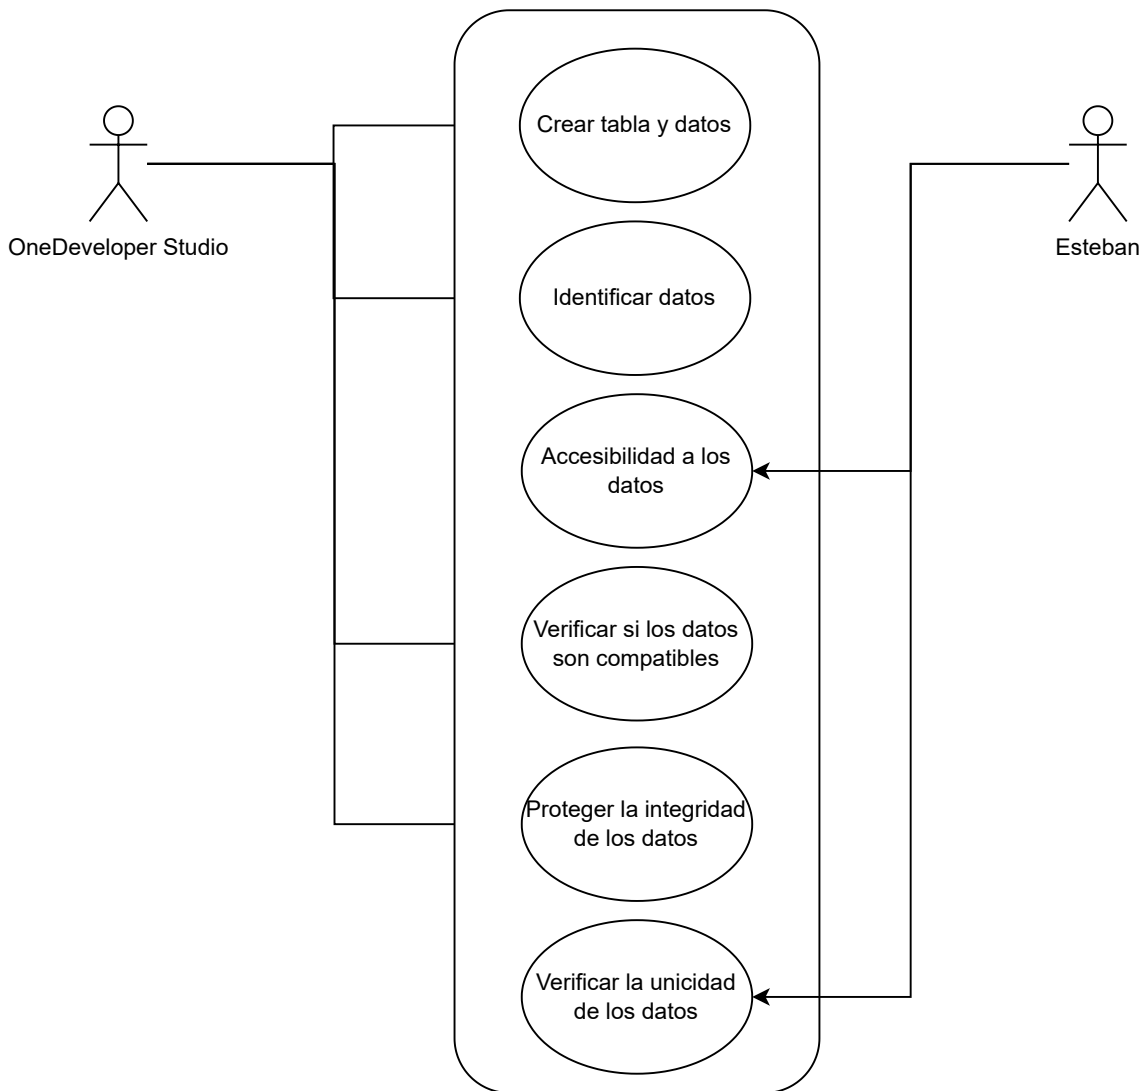 Crear tabla y datos
OneDeveloper Studio
Esteban
Identificar datos
Accesibilidad a los
datos
Verificar si los datos
son compatibles
Proteger la integridad
de los datos
Verificar la unicidad
de los datos